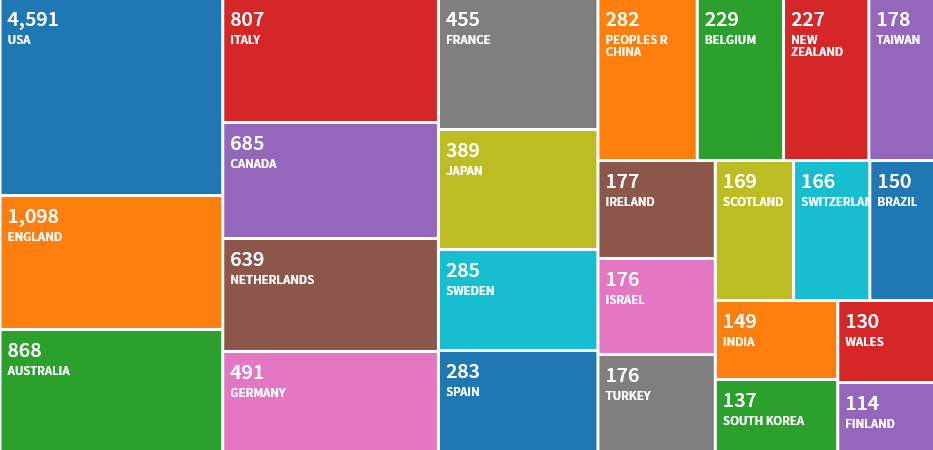 4,591
USA
1,098
ENGLAND
868
AUSTRALIA
807
ITALY
685
CANADA
639
NETHERLANDS
491
GERMANY
455
FRANCE
389
JAPAN
285
SWEDEN
283
SPAIN
282
PEOPLES R
CHINA
229
BELGIUM
227
NEW
ZEALAND
178
TAIWAN
177
IRELAND
176
ISRAEL
176
TURKEY
169
SCOTLAND
166
SWITZERLAN
150
BRAZIL
149
INDIA
137
SOUTH KOREA
130
WALES
114
FINLAND